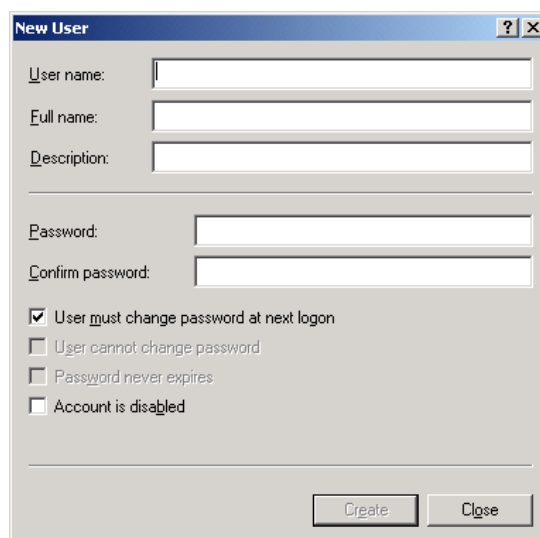 New User
User name:
Full name:
Description:
Password:
Confirm password:
User must change password at next logon
User cannot change password
Password never expires
Account is disabled
Create Close